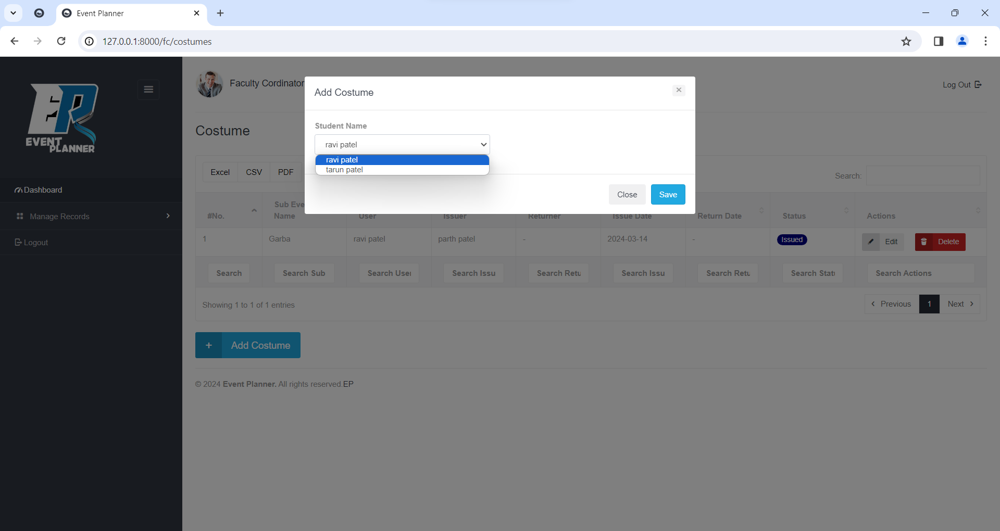 Event Planner
127.0.0.1:8000/fc/costumes
EVENT
PLANNER
Dashboard
Manage Records
Logout
Faculty Cordinator
Log Out
Costume
Add Costume
Student Name
ravi patel
ravi patel
tarun patel
Close
Save
Excel
CSV
PDF
Search:
#No.
Sub Eve
Name
User
Issuer
Returner
Issue Date
Return Date
Status
Actions
1
Garba
ravi patel
parth patel
-
2024-03-14
-
Issued
Edit
Delete
Search
Search Sub
Search User
Search Issu
Search Retu
Search Issu
Search Retu
Search Statu
Search Actions
Showing 1 to 1 of 1 entries
Previous
1
Next
+ Add Costume
© 2024 Event Planner. All rights reserved.EP